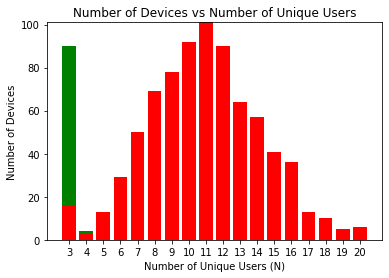 Number of Devices vs Number of Unique Users
100
80
60
40
20
0
Number of Devices
3 4 5 6 7 8 9 10 11 12 13 14 15 16 17 18 19 20
Number of Unique Users (N)